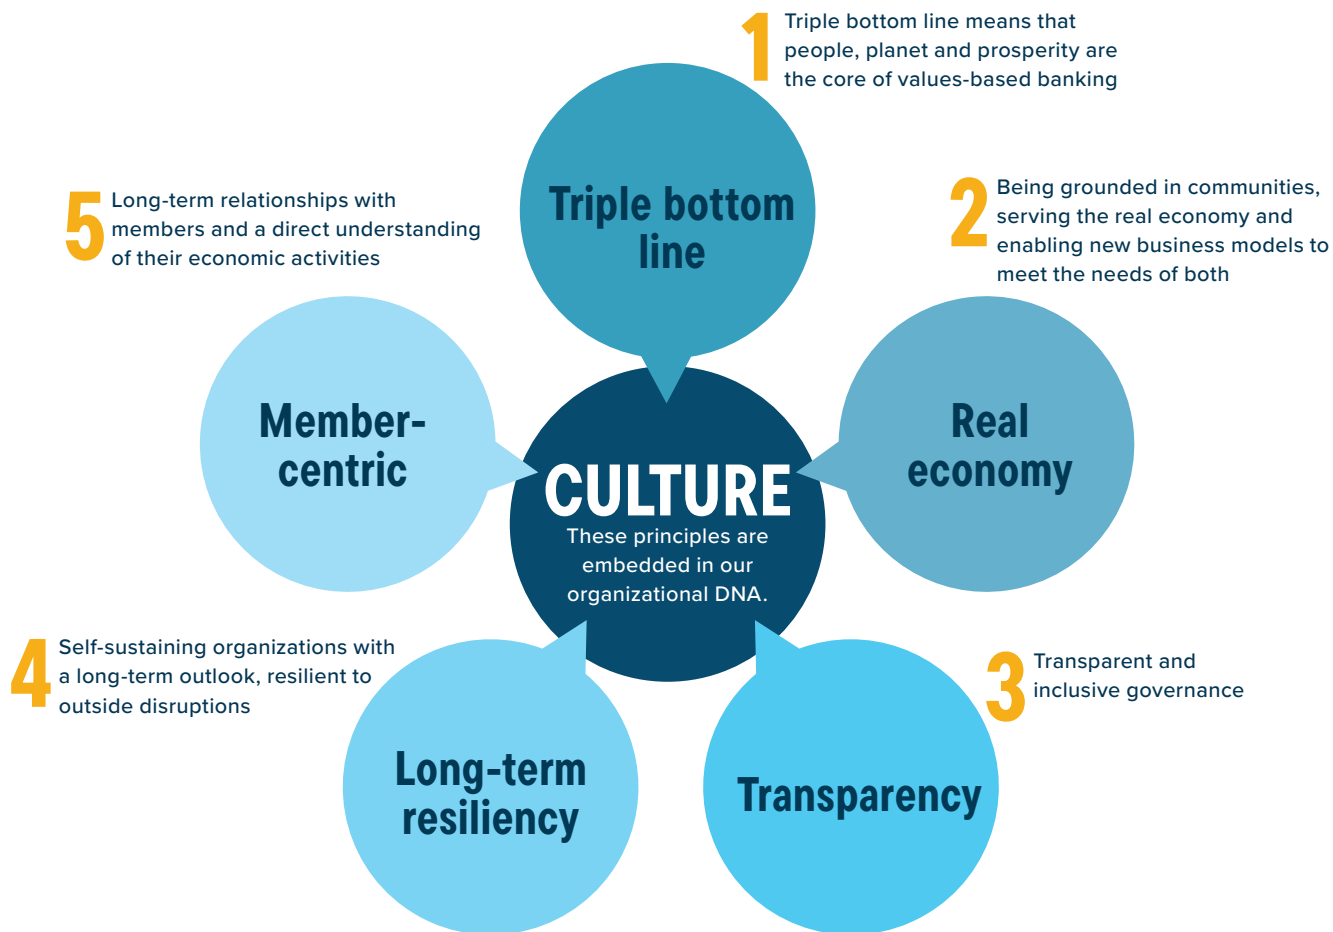 1
Triple bottom line means that
people, planet and prosperity are
the core of values-based banking
Triple bottom
line
2
Being grounded in communities,
serving the real economy and
enabling new business models to
meet the needs of both
Real
economy
3
Transparent and
inclusive governance
Transparency
4
Self-sustaining organizations with
a long-term outlook, resilient to
outside disruptions
Long-term
resiliency
5
Long-term relationships with
members and a direct understanding
of their economic activities
Member-
centric
CULTURE
These principles are
embedded in our
organizational DNA.